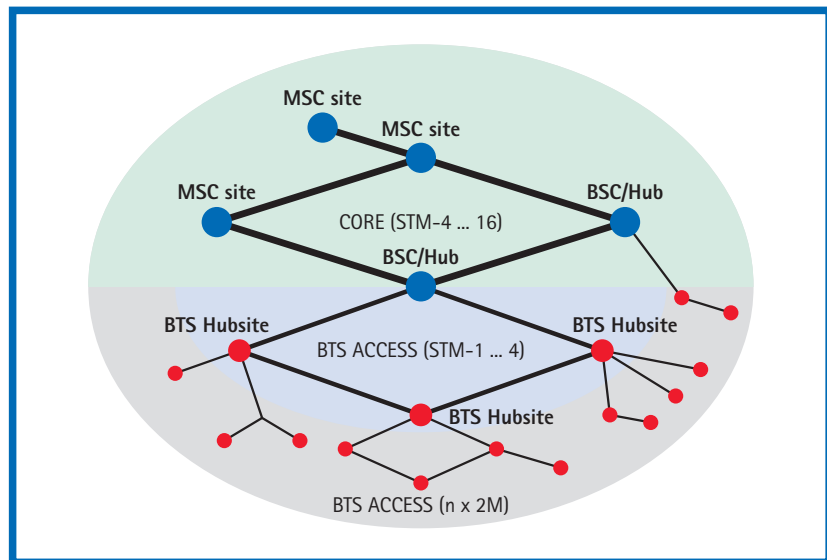 MSC site
MSC site
MSC site
BSC/Hub
CORE (STM-4 ... 16)
BSC/Hub
BTS Hubsite
BTS Hubsite
BTS ACCESS (STM-1 ... 4)
BTS Hubsite
BTS ACCESS (n x 2M)